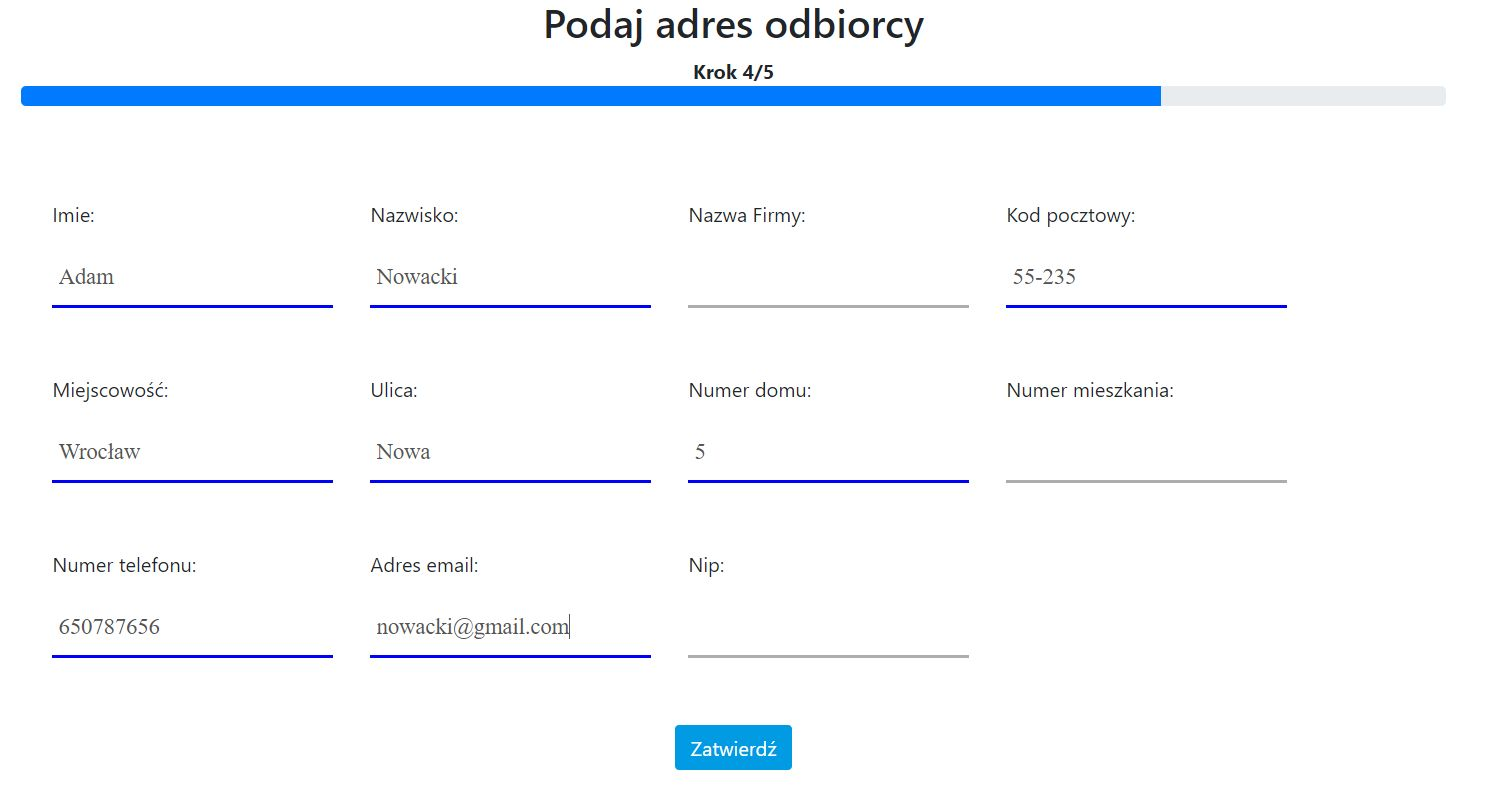 Podaj adres odbiorcy
Krok 4/5
Imie: Nazwisko: Nazwa Firmy: Kod pocztowy:
Adam Nowacki 55-235
Miejscowość: Ulica: Numer domu: Numer mieszkania:
Wrocław Nowa 5
Numer telefonu: Adres email: Nip:
650787656 nowacki@gmail.com
Zatwierdź